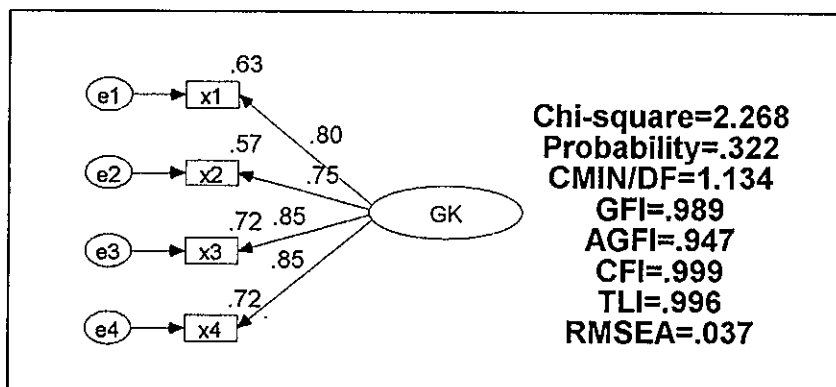 .63
e1 x1
.80
.57
e2 x2
.75
GK
.72 .85
e3 x3
.85
.72
e4 x4
Chi-square=2.268
Probability=.322
CMIN/DF=1.134
GFI=.989
AGFI=.947
CFI=.999
TLI=.996
RMSEA=.037